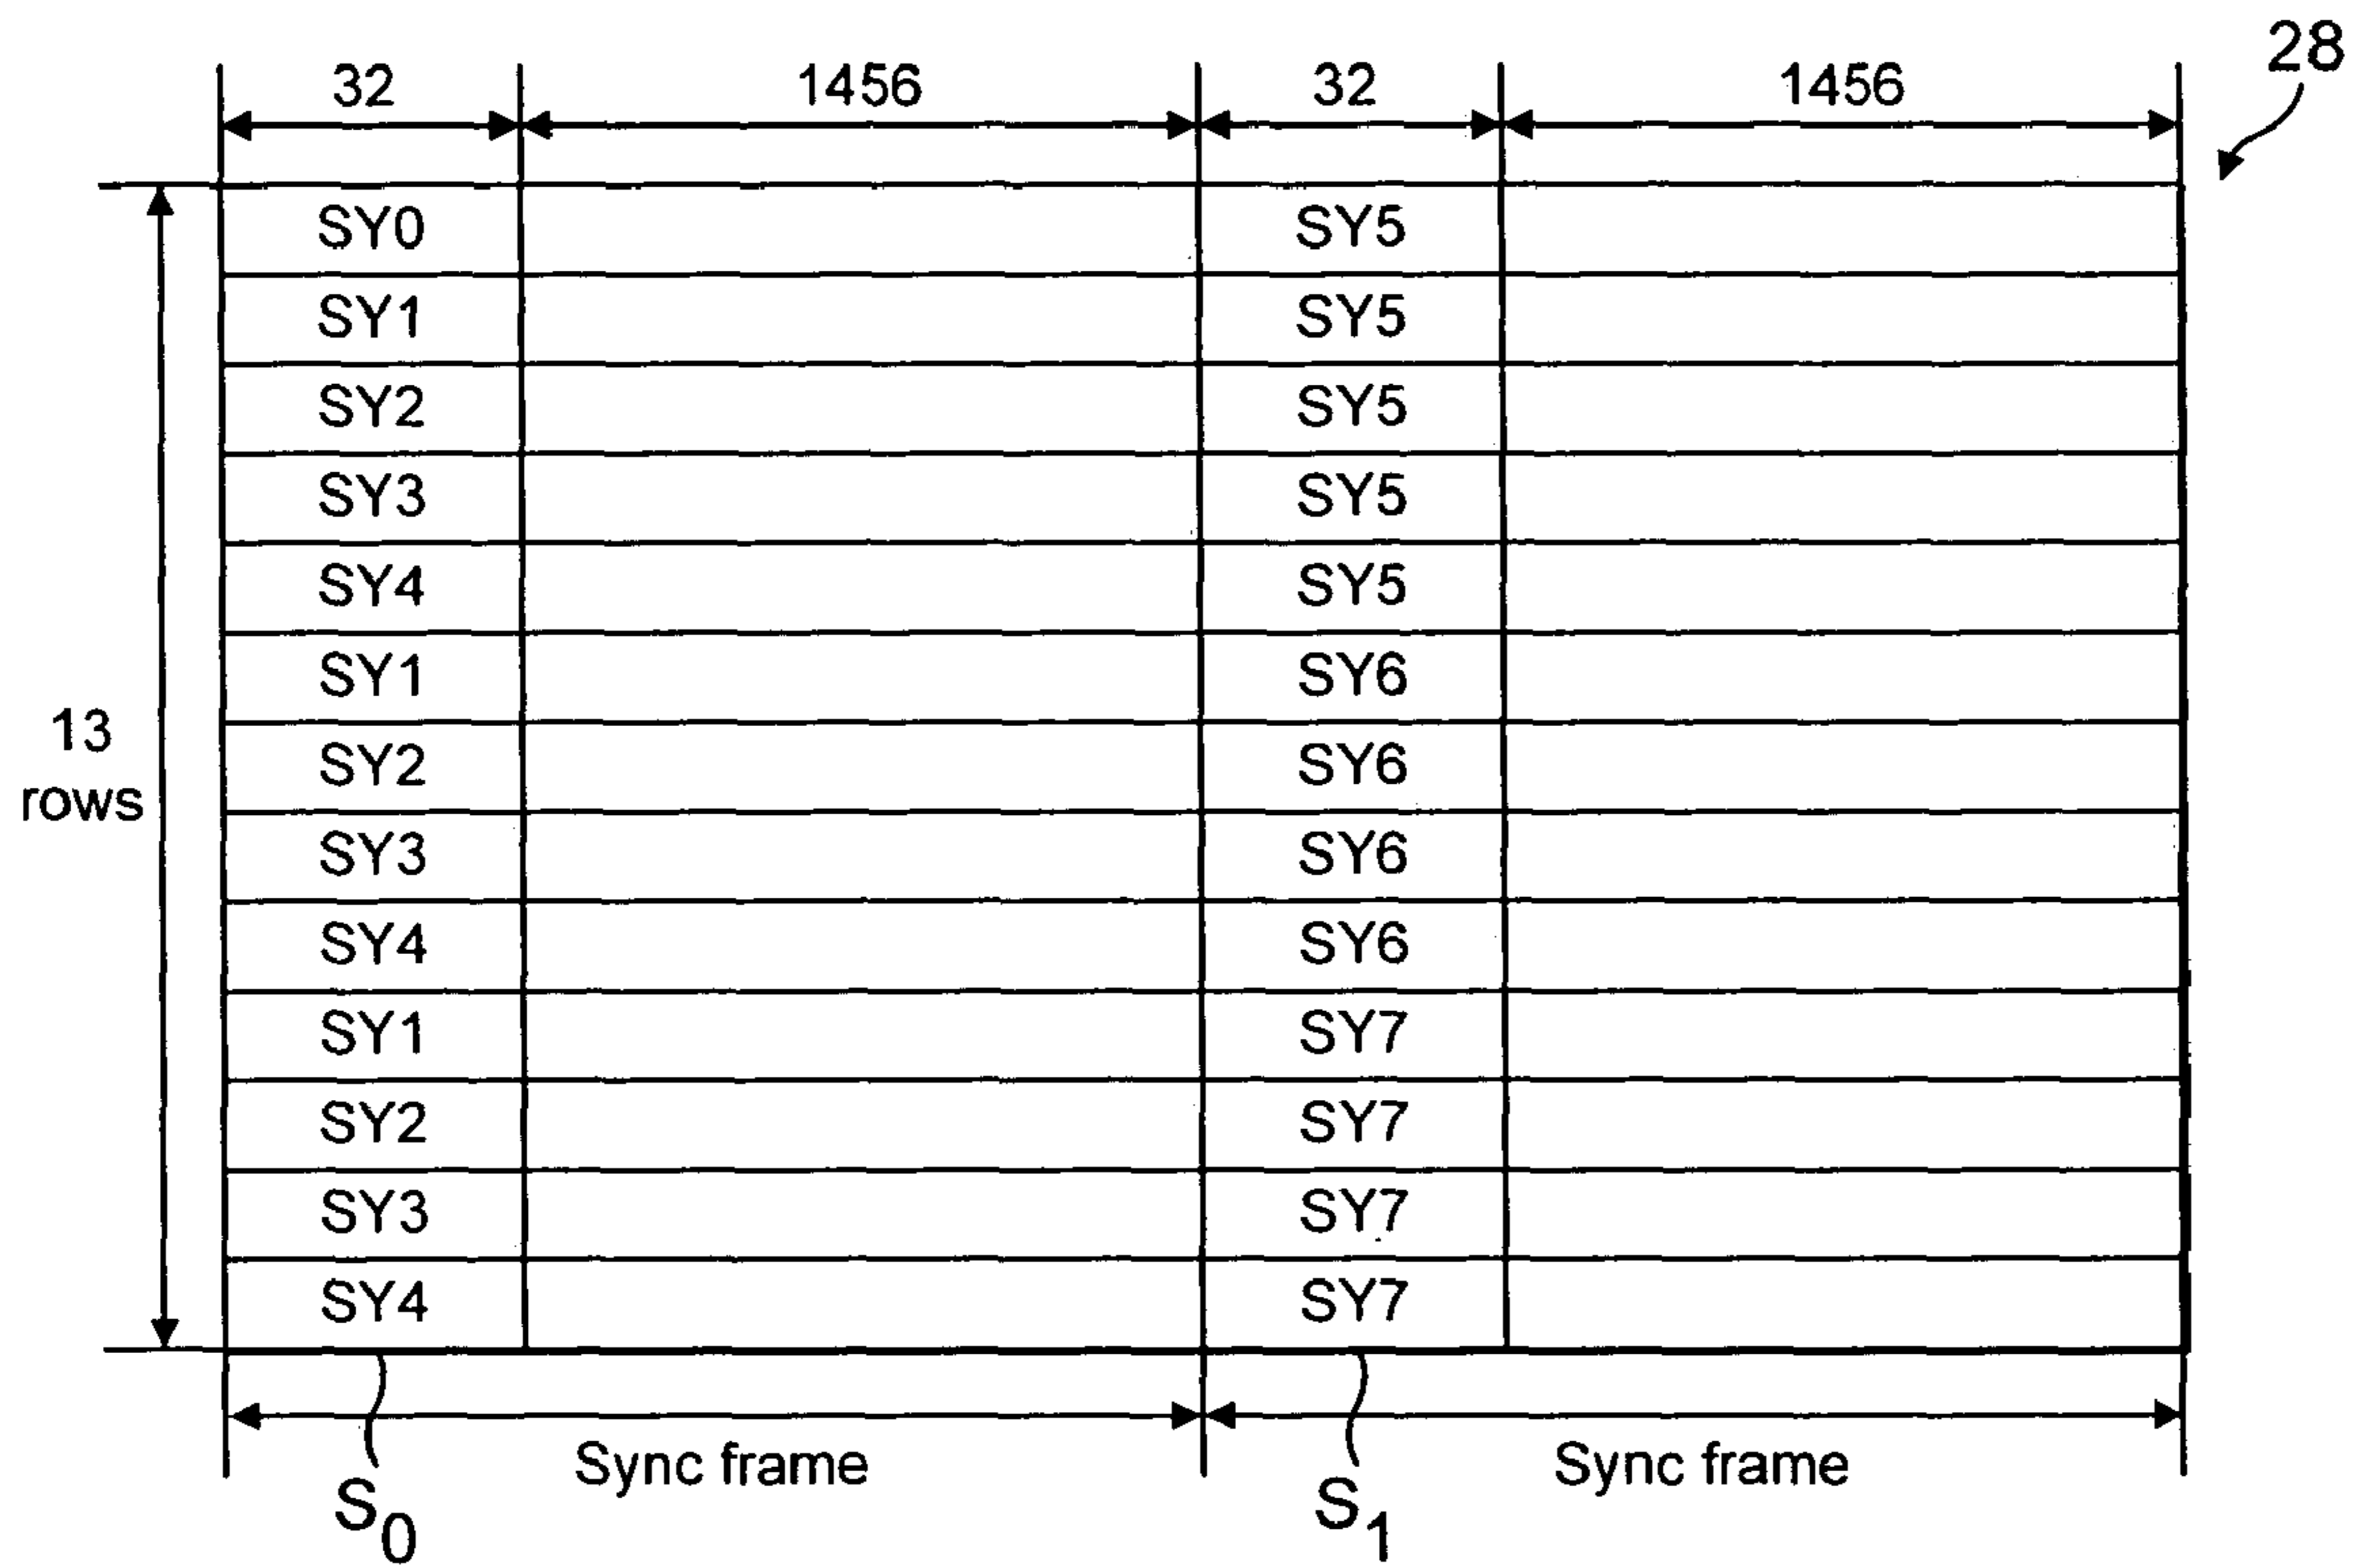 28
32 1456 32 1456
SY0 SY5
SY1 SY5
SY2 SY5
SY3 SY5
SY4 SY5
SY1 SY6
13
rows
SY2 SY6
SY3 SY6
SY4 SY6
SY1 SY7
SY2 SY7
SY3 SY7
SY4 SY7
Sync frame Sync frame
S0 S1